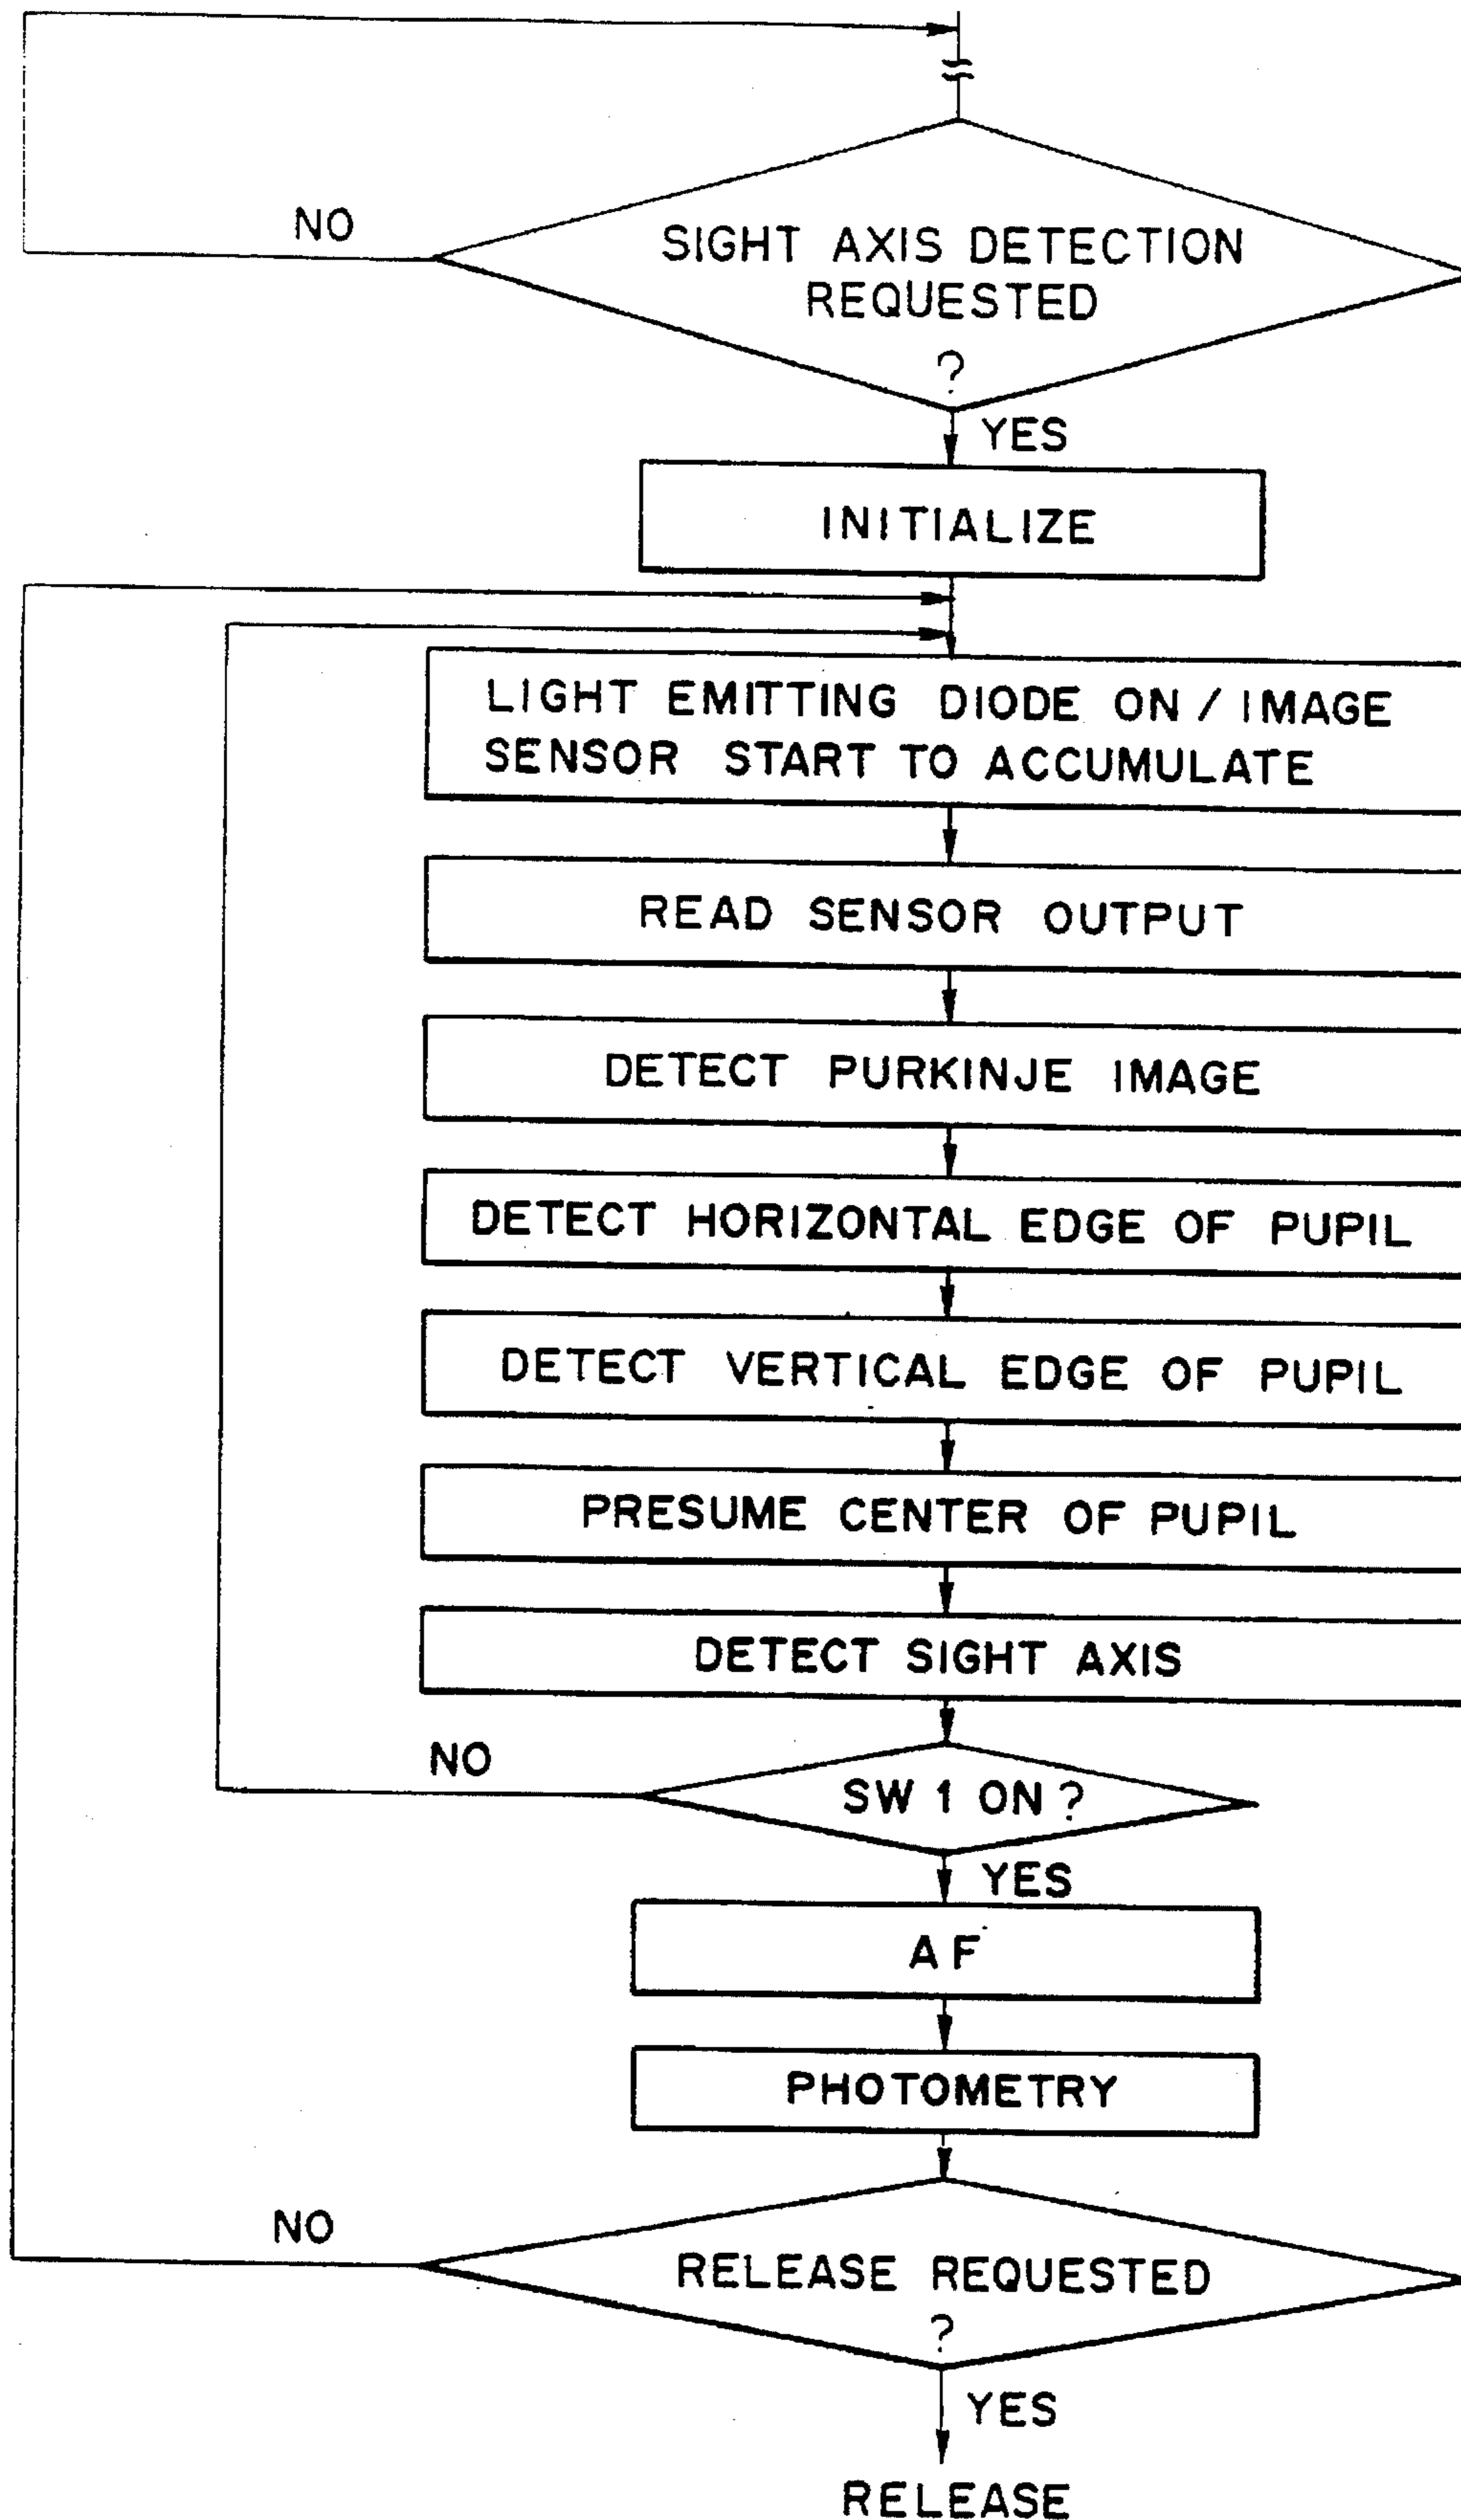 NO
SIGHT AXIS DETECTION
REQUESTED
?
YES
INITIALIZE
LIGHT EMITTING DIODE ON / IMAGE
SENSOR START TO ACCUMULATE
READ SENSOR OUTPUT
DETECT PURKINJE IMAGE
DETECT HORIZONTAL EDGE OF PUPIL
DETECT VERTICAL EDGE OF PUPIL
PRESUME CENTER OF PUPIL
DETECT SIGHT AXIS
NO
SW 1 ON ?
YES
AF
PHOTOMETRY
NO
RELEASE REQUESTED
?
YES
RELEASE